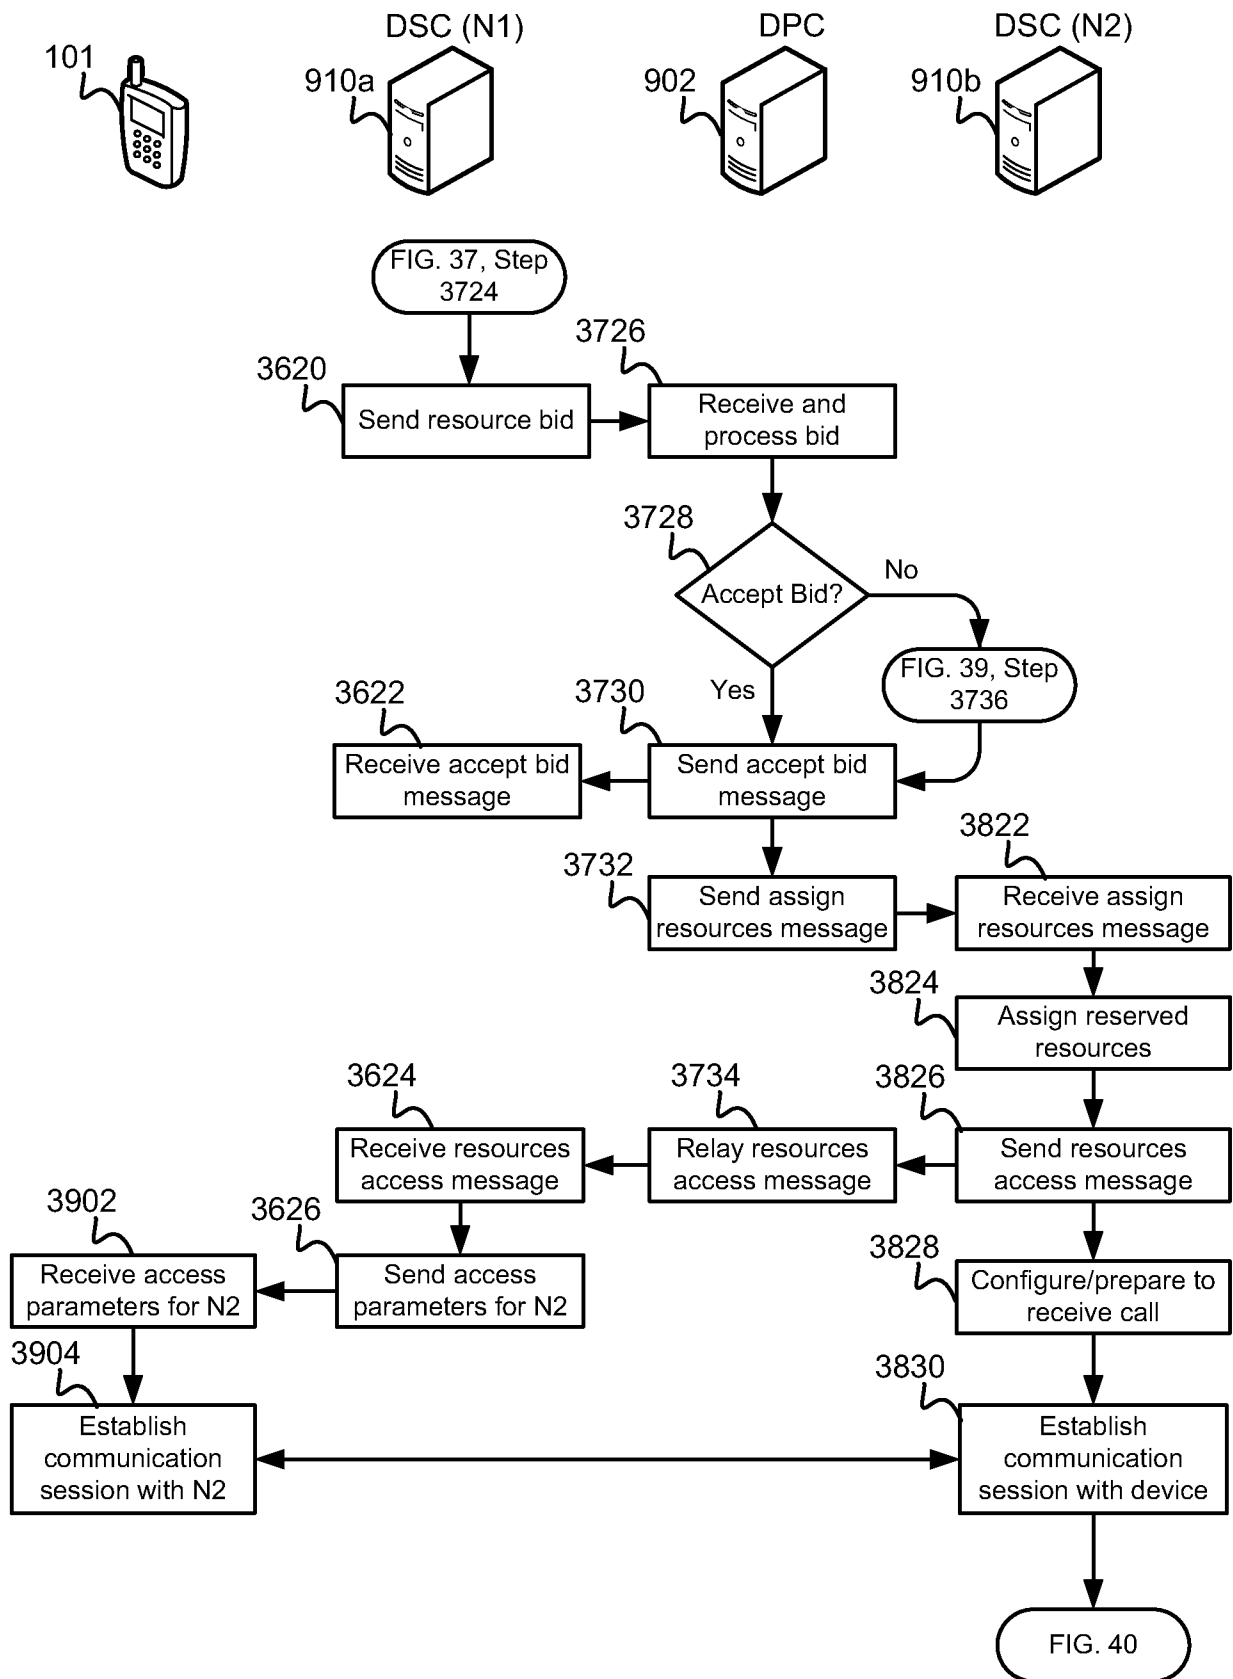 DSC (N1)
DPC
DSC (N2)
101
910a
902
910b
FIG. 37, Step
3724
3726
3620
Send resource bid
Receive and
process bid
3728
Accept Bid?
No
FIG. 39, Step
3736
Yes
3622
3730
Receive accept bid
message
Send accept bid
message
3822
3732
Send assign
resources message
Receive assign
resources message
3824
Assign reserved
resources
3624
3734
3826
Receive resources
access message
Relay resources
access message
Send resources
access message
3902
3626
3828
Receive access
parameters for N2
Send access
parameters for N2
Configure/prepare to
receive call
3904
3830
Establish
communication
session with N2
Establish
communication
session with device
FIG. 40